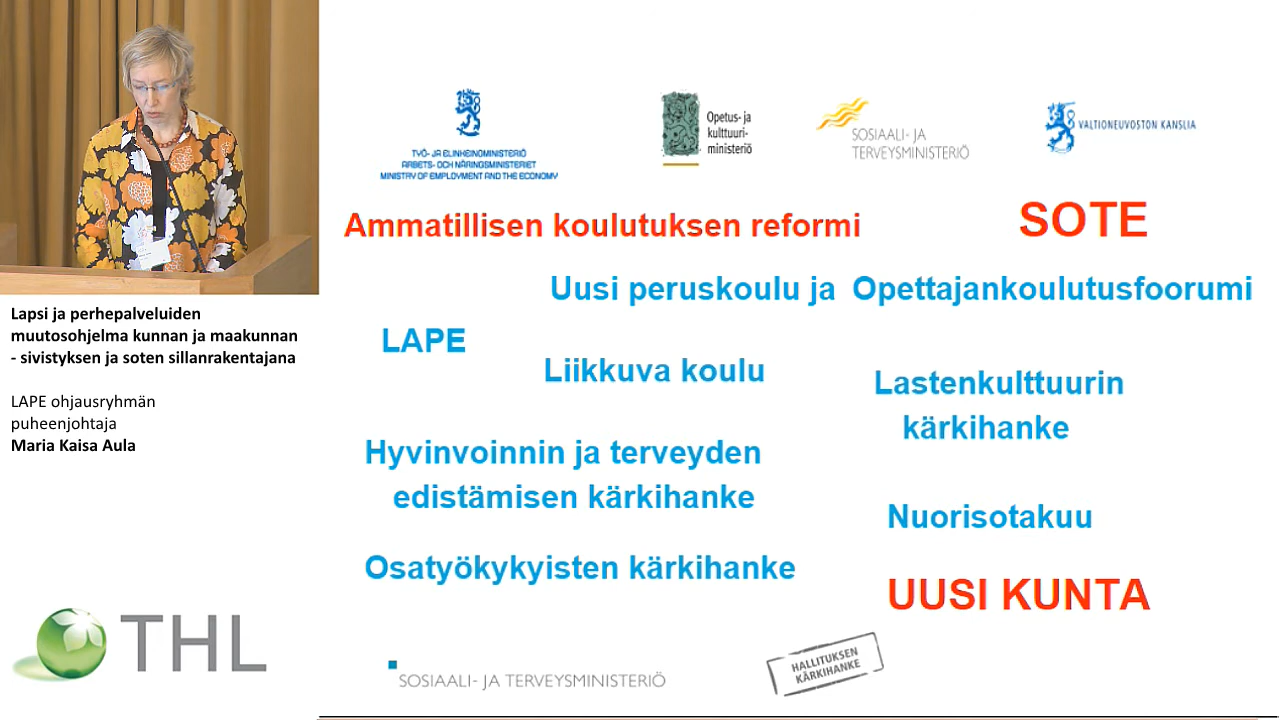 TYÖ- JA ELINKEINOMINISTERIÖ
ARBETS- OCH NÄRINGSMINISTERIET
MINISTRY OF EMPLOYMENT AND THE ECONOMY
Opetus- ja
kulttuuri-
ministeriö
SOSIAALI- JA
TERVEYSMINISTERIÖ
VALTIONEUVOSTON KANSLIA
Ammatillisen koulutuksen reformi
SOTE
Uusi peruskoulu ja Opettajankoulutusfoorumi
LAPE
Liikkuva koulu
Lastenkulttuurin
kärkihanke
Hyvinvoinnin ja terveyden
edistämisen kärkihanke
Nuorisotakuu
Osatyökykyisten kärkihanke
UUSI KUNTA
SOSIAALI- JA TERVEYSMINISTERIÖ
HALLITUKSEN
KÄRKIHANKE
Lapsi ja perhepalveluiden
muutosohjelma kunnan ja maakunnan
- sivistyksen ja soten sillanrakentajana
LAPE ohjausryhmän
puheenjohtaja
Maria Kaisa Aula
THL